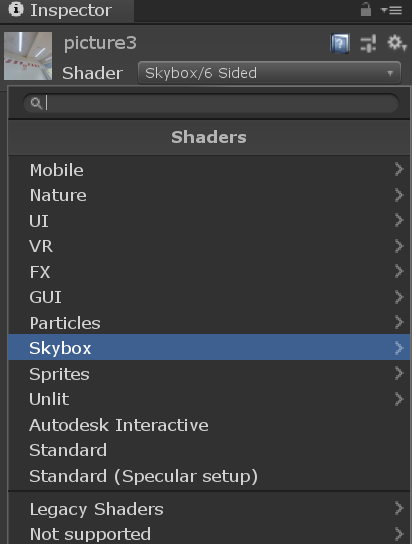 Inspector
picture3
Shader Skybox/6 Sided
Shaders
Mobile
Nature
UI
VR
FX
GUI
Particles
Skybox
Sprites
Unlit
Autodesk Interactive
Standard
Standard (Specular setup)
Legacy Shaders
Not supported